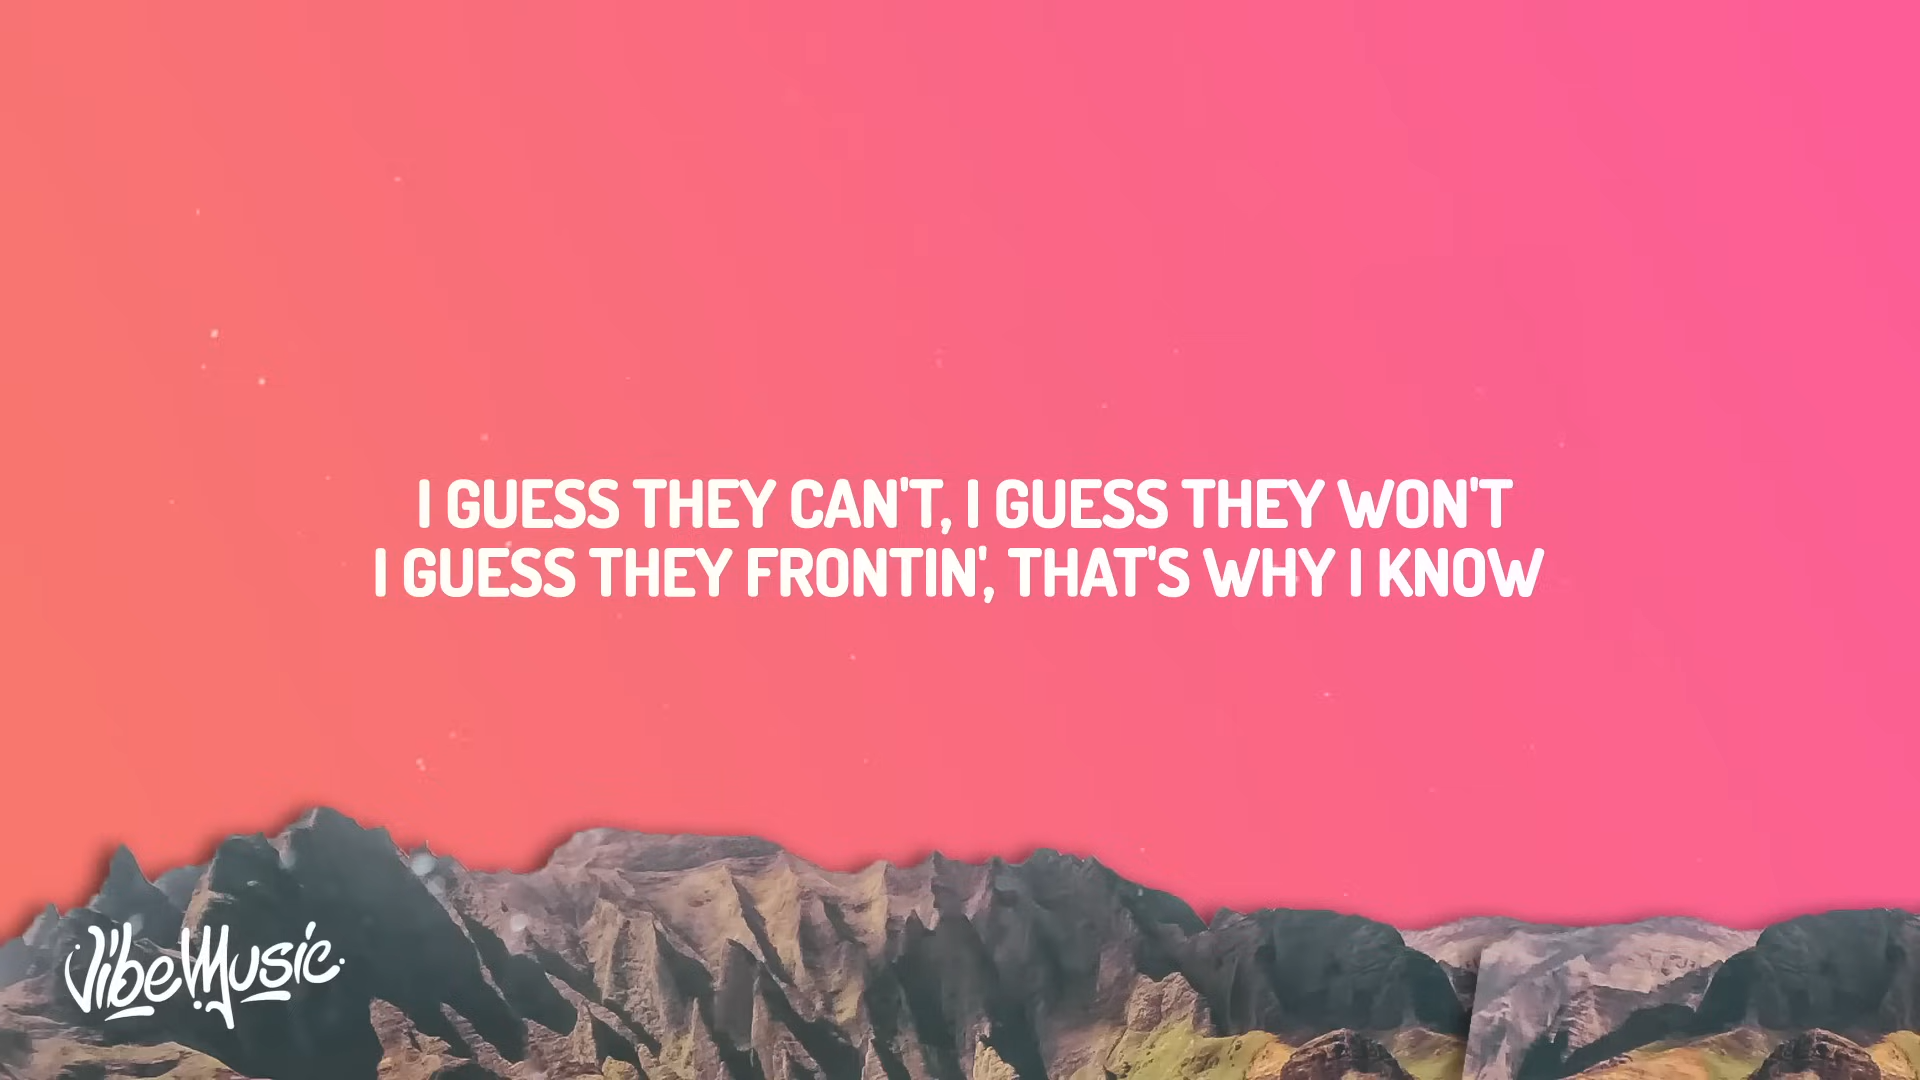 I GUESS THEY CAN'T, I GUESS THEY WON'T
I GUESS THEY FRONTIN', THAT'S WHY I KNOW
VibeMusic